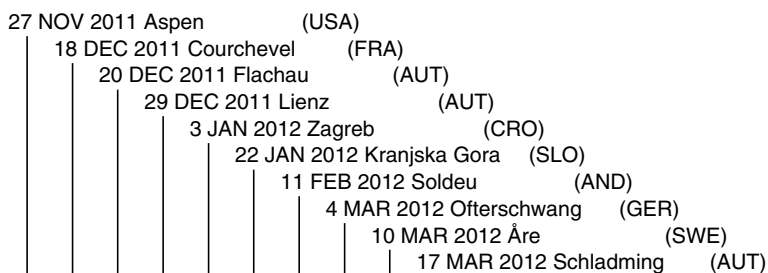 27 NOV 2011 Aspen (USA)
18 DEC 2011 Courchevel (FRA)
20 DEC 2011 Flachau (AUT)
29 DEC 2011 Lienz (AUT)
3 JAN 2012 Zagreb (CRO)
22 JAN 2012 Kranjska Gora (SLO)
11 FEB 2012 Soldeu (AND)
4 MAR 2012 Ofterschwang (GER)
10 MAR 2012 Åre (SWE)
17 MAR 2012 Schladming (AUT)